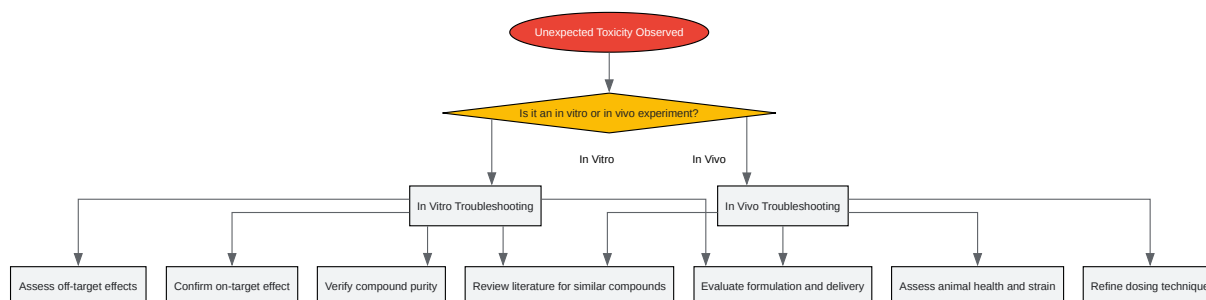 Unexpected Toxicity Observed
Is it an in vitro or in vivo experiment?
In Vitro
In Vivo
In Vitro Troubleshooting
In Vivo Troubleshooting
Assess off-target effects
Confirm on-target effect
Verify compound purity
Review literature for similar compounds
Evaluate formulation and delivery
Assess animal health and strain
Refine dosing technique